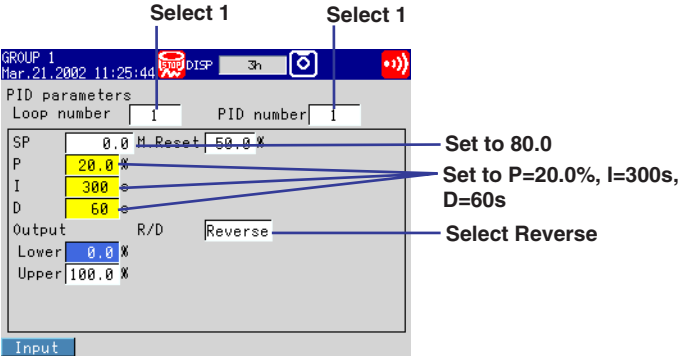 Select 1
Select 1
GROUP 1
Mar.21.2002 11:25:44
STOP
DISP
3h
PID parameters
Loop number 1
PID number 1
SP 0.0 M.Reset 50.0 %
P 20.0 %
I 300 s
D 60 s
Output R/D Reverse
Lower 0.0 %
Upper 100.0 %
Input
Set to 80.0
Set to P=20.0%, I=300s,
D=60s
Select Reverse